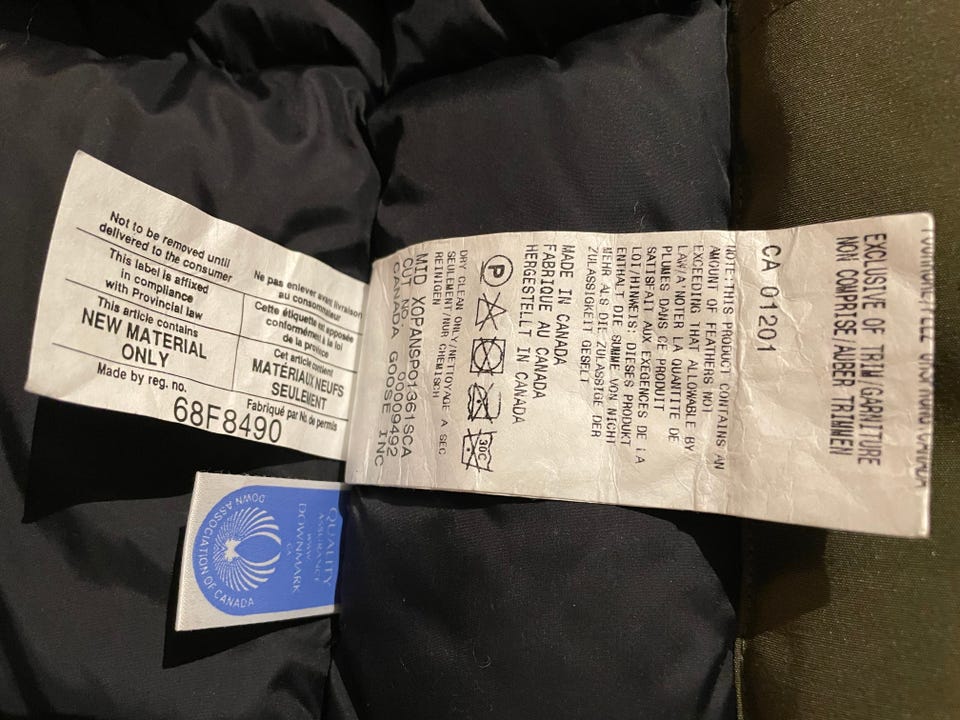 Not to be removed until
delivered to the consumer
This label is affixed
in compliance
with Provincial law
This article contains
NEW MATERIAL
ONLY
Made by reg. no.
Ne pas enlever avant livraison
au consommateur
Cette étiquette est apposée
conformément à la loi
de la province
Cet article contient
MATÉRIAUX NEUFS
SEULEMENT
Fabriqué par No. de permis
68F8490
EXCLUSIVE OF TRIM/GARNITURE
NON COMPRISE/AUBER TRIMMEN
CA 01201
NOTE:THIS PRODUCT CONTAINS AN
AMOUNT OF FEATHERS NOT
EXCEEDING THAT ALLOWABLE BY
LAW/A NOTER LA QUANTITE DE
PLUMES DANS CE PRODUIT
SATISFAIT AUX EXEGENCES DE LA
LOI/HINWEIS: DIESES PRODUKT
ENTHALT DIE SUMME VON NICHT
MEHR ALS DIE ZULASSIGE DER
ZULASSIGKEIT GESELT
MADE IN CANADA
FABRIQUE AU CANADA
HERGESTELLT IN CANADA
P
30C
DRY CLEAN ONLY/NETTOYAGE A SEC
SEULEMENT/NUR CHEMISCH
REINIGEN
MID XOPANSP01361SCA
CUT NO. 00009492
CANADA GOOSE INC
DOWN ASSOCIATION OF CANADA
QUALITY
ASSURANCE
WWW.
DOWNMARK
.CA